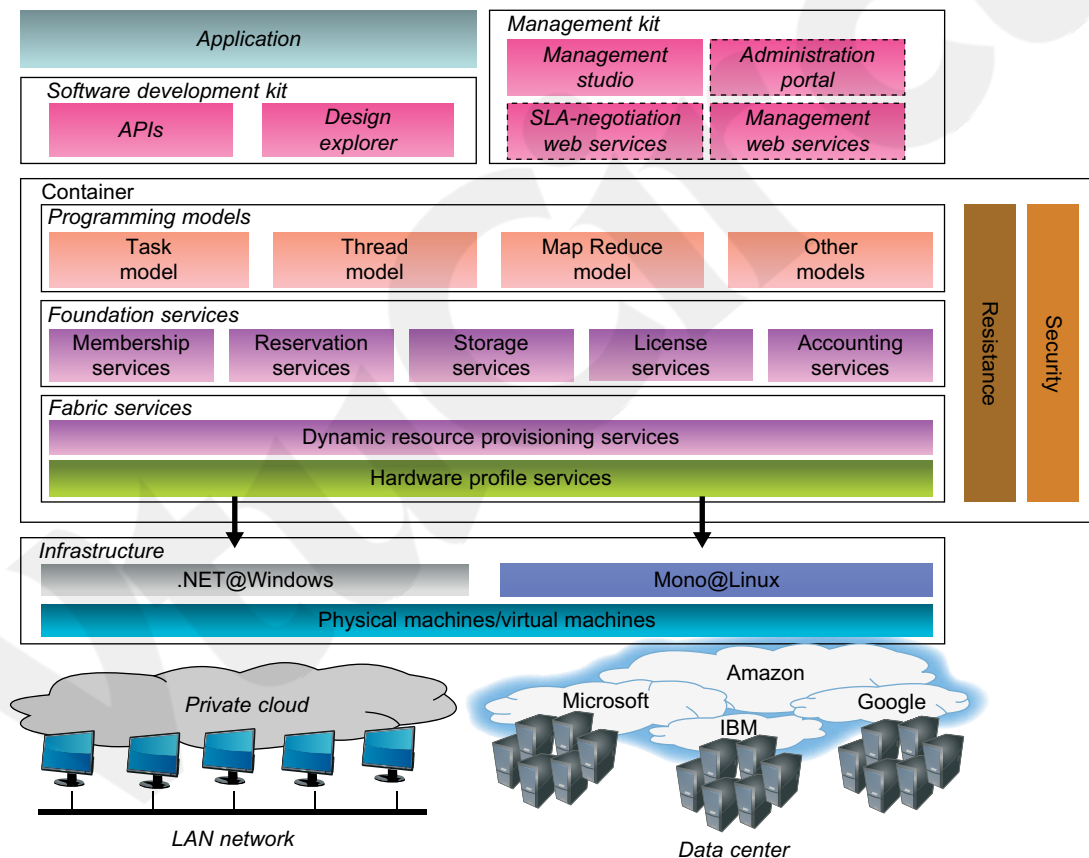 Application
Management kit
Management
studio
Administration
portal
SLA-negotiation
web services
Management
web services
Software development kit
APIs
Design
explorer
Container
Programming models
Task
model
Thread
model
Map Reduce
model
Other
models
Foundation services
Membership
services
Reservation
services
Storage
services
License
services
Accounting
services
Fabric services
Dynamic resource provisioning services
Hardware profile services
Resistance
Security
Infrastructure
.NET@Windows
Mono@Linux
Physical machines/virtual machines
Private cloud
LAN network
Amazon
Microsoft
Google
IBM
Data center